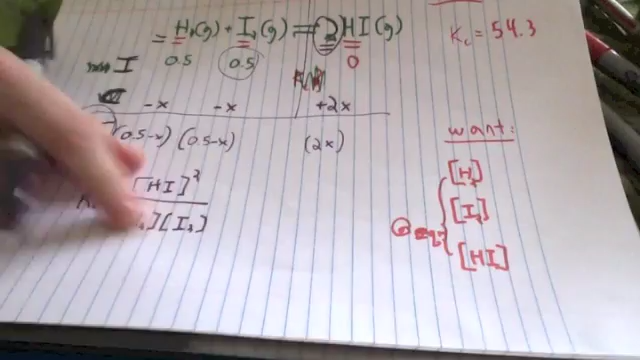 = H₂(g) + I₂(g) = 2HI(g)
Kc = 54.3
I 0.5 0.5 0
-x -x +2x
(0.5-x) (0.5-x) (2x)
want:
[HI]²
[I₂]
[H₂]
[I₂]
[HI]
@ eq